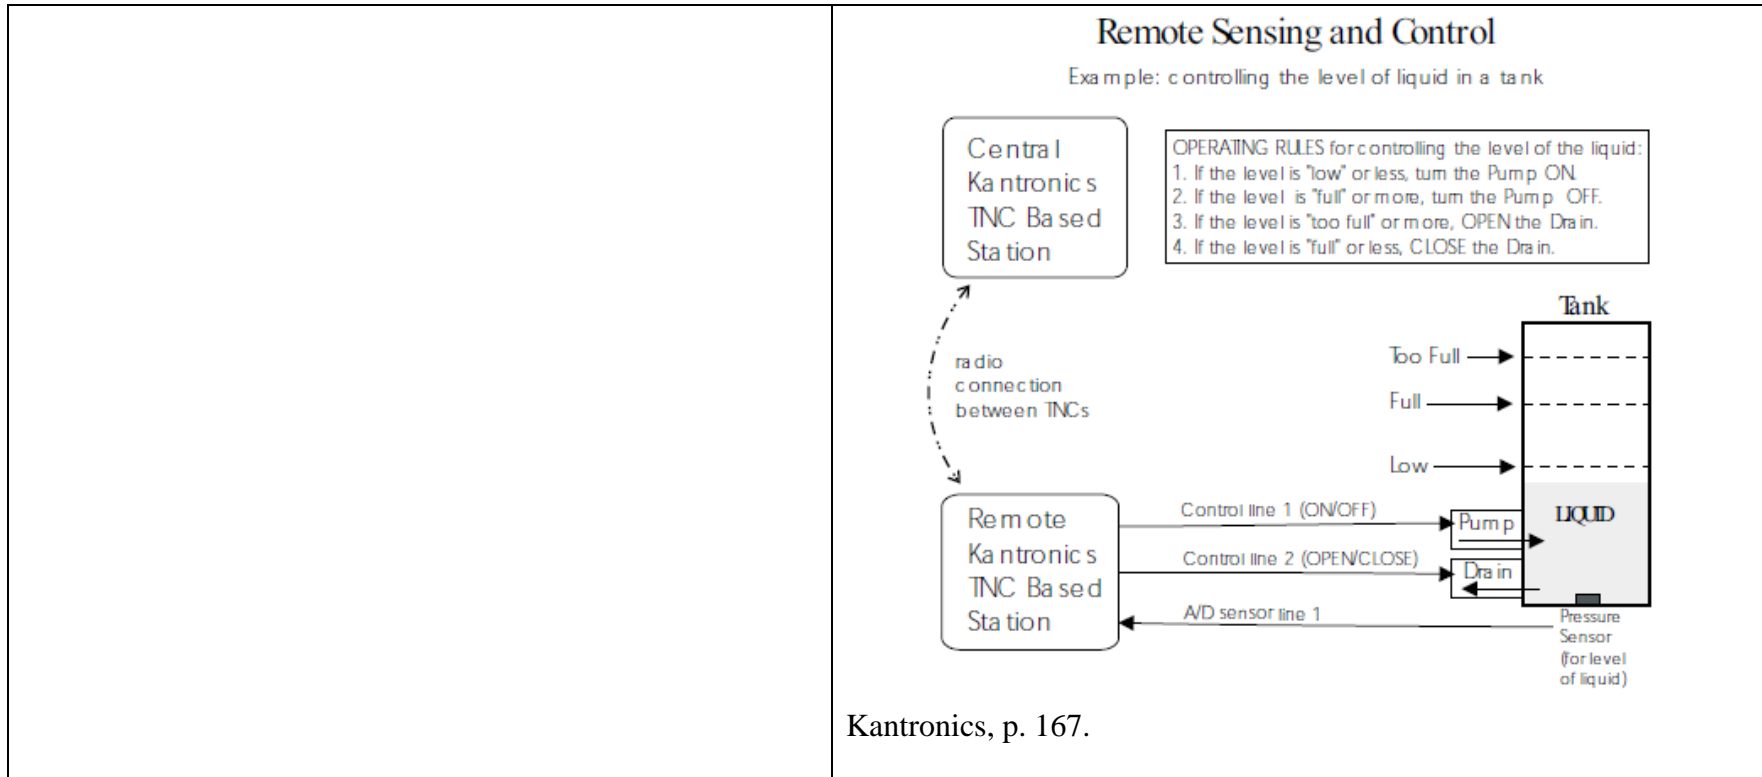 Remote Sensing and Control
Example: controlling the level of liquid in a tank
Central
Kantronics
TNC Based
Station
OPERATING RULES for controlling the level of the liquid:
1. If the level is "low" or less, turn the Pump ON.
2. If the level is "full" or more, turn the Pump OFF.
3. If the level is "too full" or more, OPEN the Drain.
4. If the level is "full" or less, CLOSE the Drain.
Tank
Too Full
Full
Low
radio
connection
between TNCs
Remote
Kantronics
TNC Based
Station
Control line 1 (ON/OFF)
Control line 2 (OPEN/CLOSE)
A/D sensor line 1
Pump
Drain
LIQUID
Pressure
Sensor
(for level
of liquid)
Kantronics, p. 167.